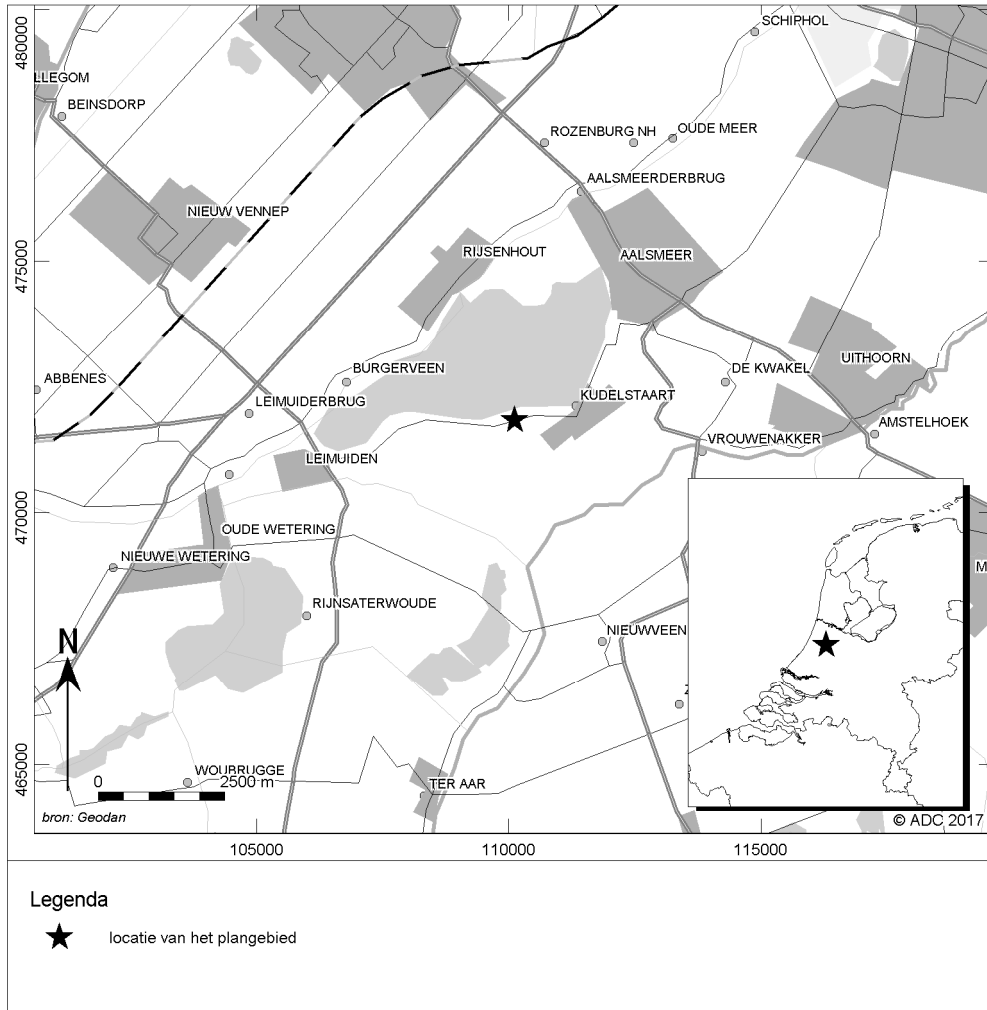 480000
475000
470000
465000
SCHIPHOL
LLEGOM
BEINSDORP
ROZENBURG NH
OUDE MEER
AALSMEERDERBRUG
NIEUW VENNEP
RIJSENHOUT
AALSMEER
UITHOORN
BURGERVEEN
DE KWAKEL
ABBENES
KUDELSTAART
LEIMUIDERBRUG
AMSTELHOEK
VROUWENAKKER
LEIMUIDEN
OUDE WETERING
NIEUWE WETERING
M
RIJNSATERWOUDE
NIEUWVEEN
N
WOUBRUGGE
TER AAR
0
2500 m
bron: Geodan
© ADC 2017
105000
110000
115000
Legenda
locatie van het plangebied